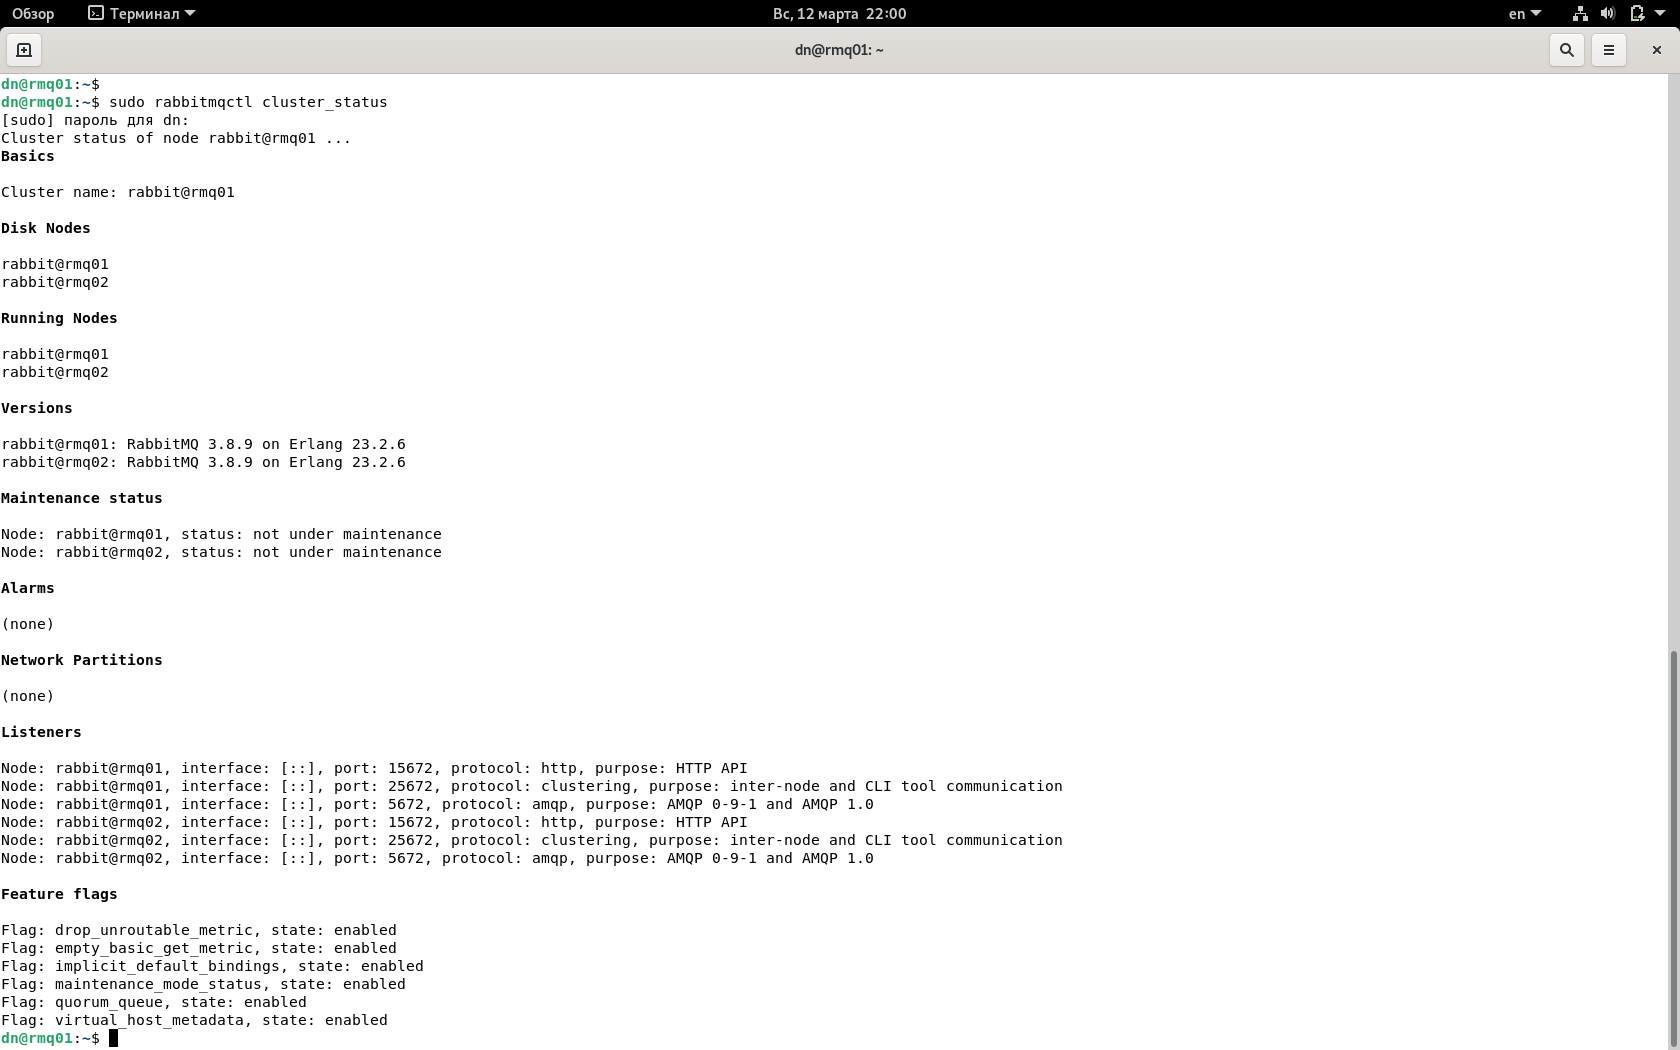 Обзор Терминал Вс, 12 марта 22:00 en
dn@rmq01: ~
dn@rmq01:~$
dn@rmq01:~$ sudo rabbitmqctl cluster_status
[sudo] пароль для dn:
Cluster status of node rabbit@rmq01 ...
Basics
Cluster name: rabbit@rmq01
Disk Nodes
rabbit@rmq01
rabbit@rmq02
Running Nodes
rabbit@rmq01
rabbit@rmq02
Versions
rabbit@rmq01: RabbitMQ 3.8.9 on Erlang 23.2.6
rabbit@rmq02: RabbitMQ 3.8.9 on Erlang 23.2.6
Maintenance status
Node: rabbit@rmq01, status: not under maintenance
Node: rabbit@rmq02, status: not under maintenance
Alarms
(none)
Network Partitions
(none)
Listeners
Node: rabbit@rmq01, interface: [::], port: 15672, protocol: http, purpose: HTTP API
Node: rabbit@rmq01, interface: [::], port: 25672, protocol: clustering, purpose: inter-node and CLI tool communication
Node: rabbit@rmq01, interface: [::], port: 5672, protocol: amqp, purpose: AMQP 0-9-1 and AMQP 1.0
Node: rabbit@rmq02, interface: [::], port: 15672, protocol: http, purpose: HTTP API
Node: rabbit@rmq02, interface: [::], port: 25672, protocol: clustering, purpose: inter-node and CLI tool communication
Node: rabbit@rmq02, interface: [::], port: 5672, protocol: amqp, purpose: AMQP 0-9-1 and AMQP 1.0
Feature flags
Flag: drop_unroutable_metric, state: enabled
Flag: empty_basic_get_metric, state: enabled
Flag: implicit_default_bindings, state: enabled
Flag: maintenance_mode_status, state: enabled
Flag: quorum_queue, state: enabled
Flag: virtual_host_metadata, state: enabled
dn@rmq01:~$